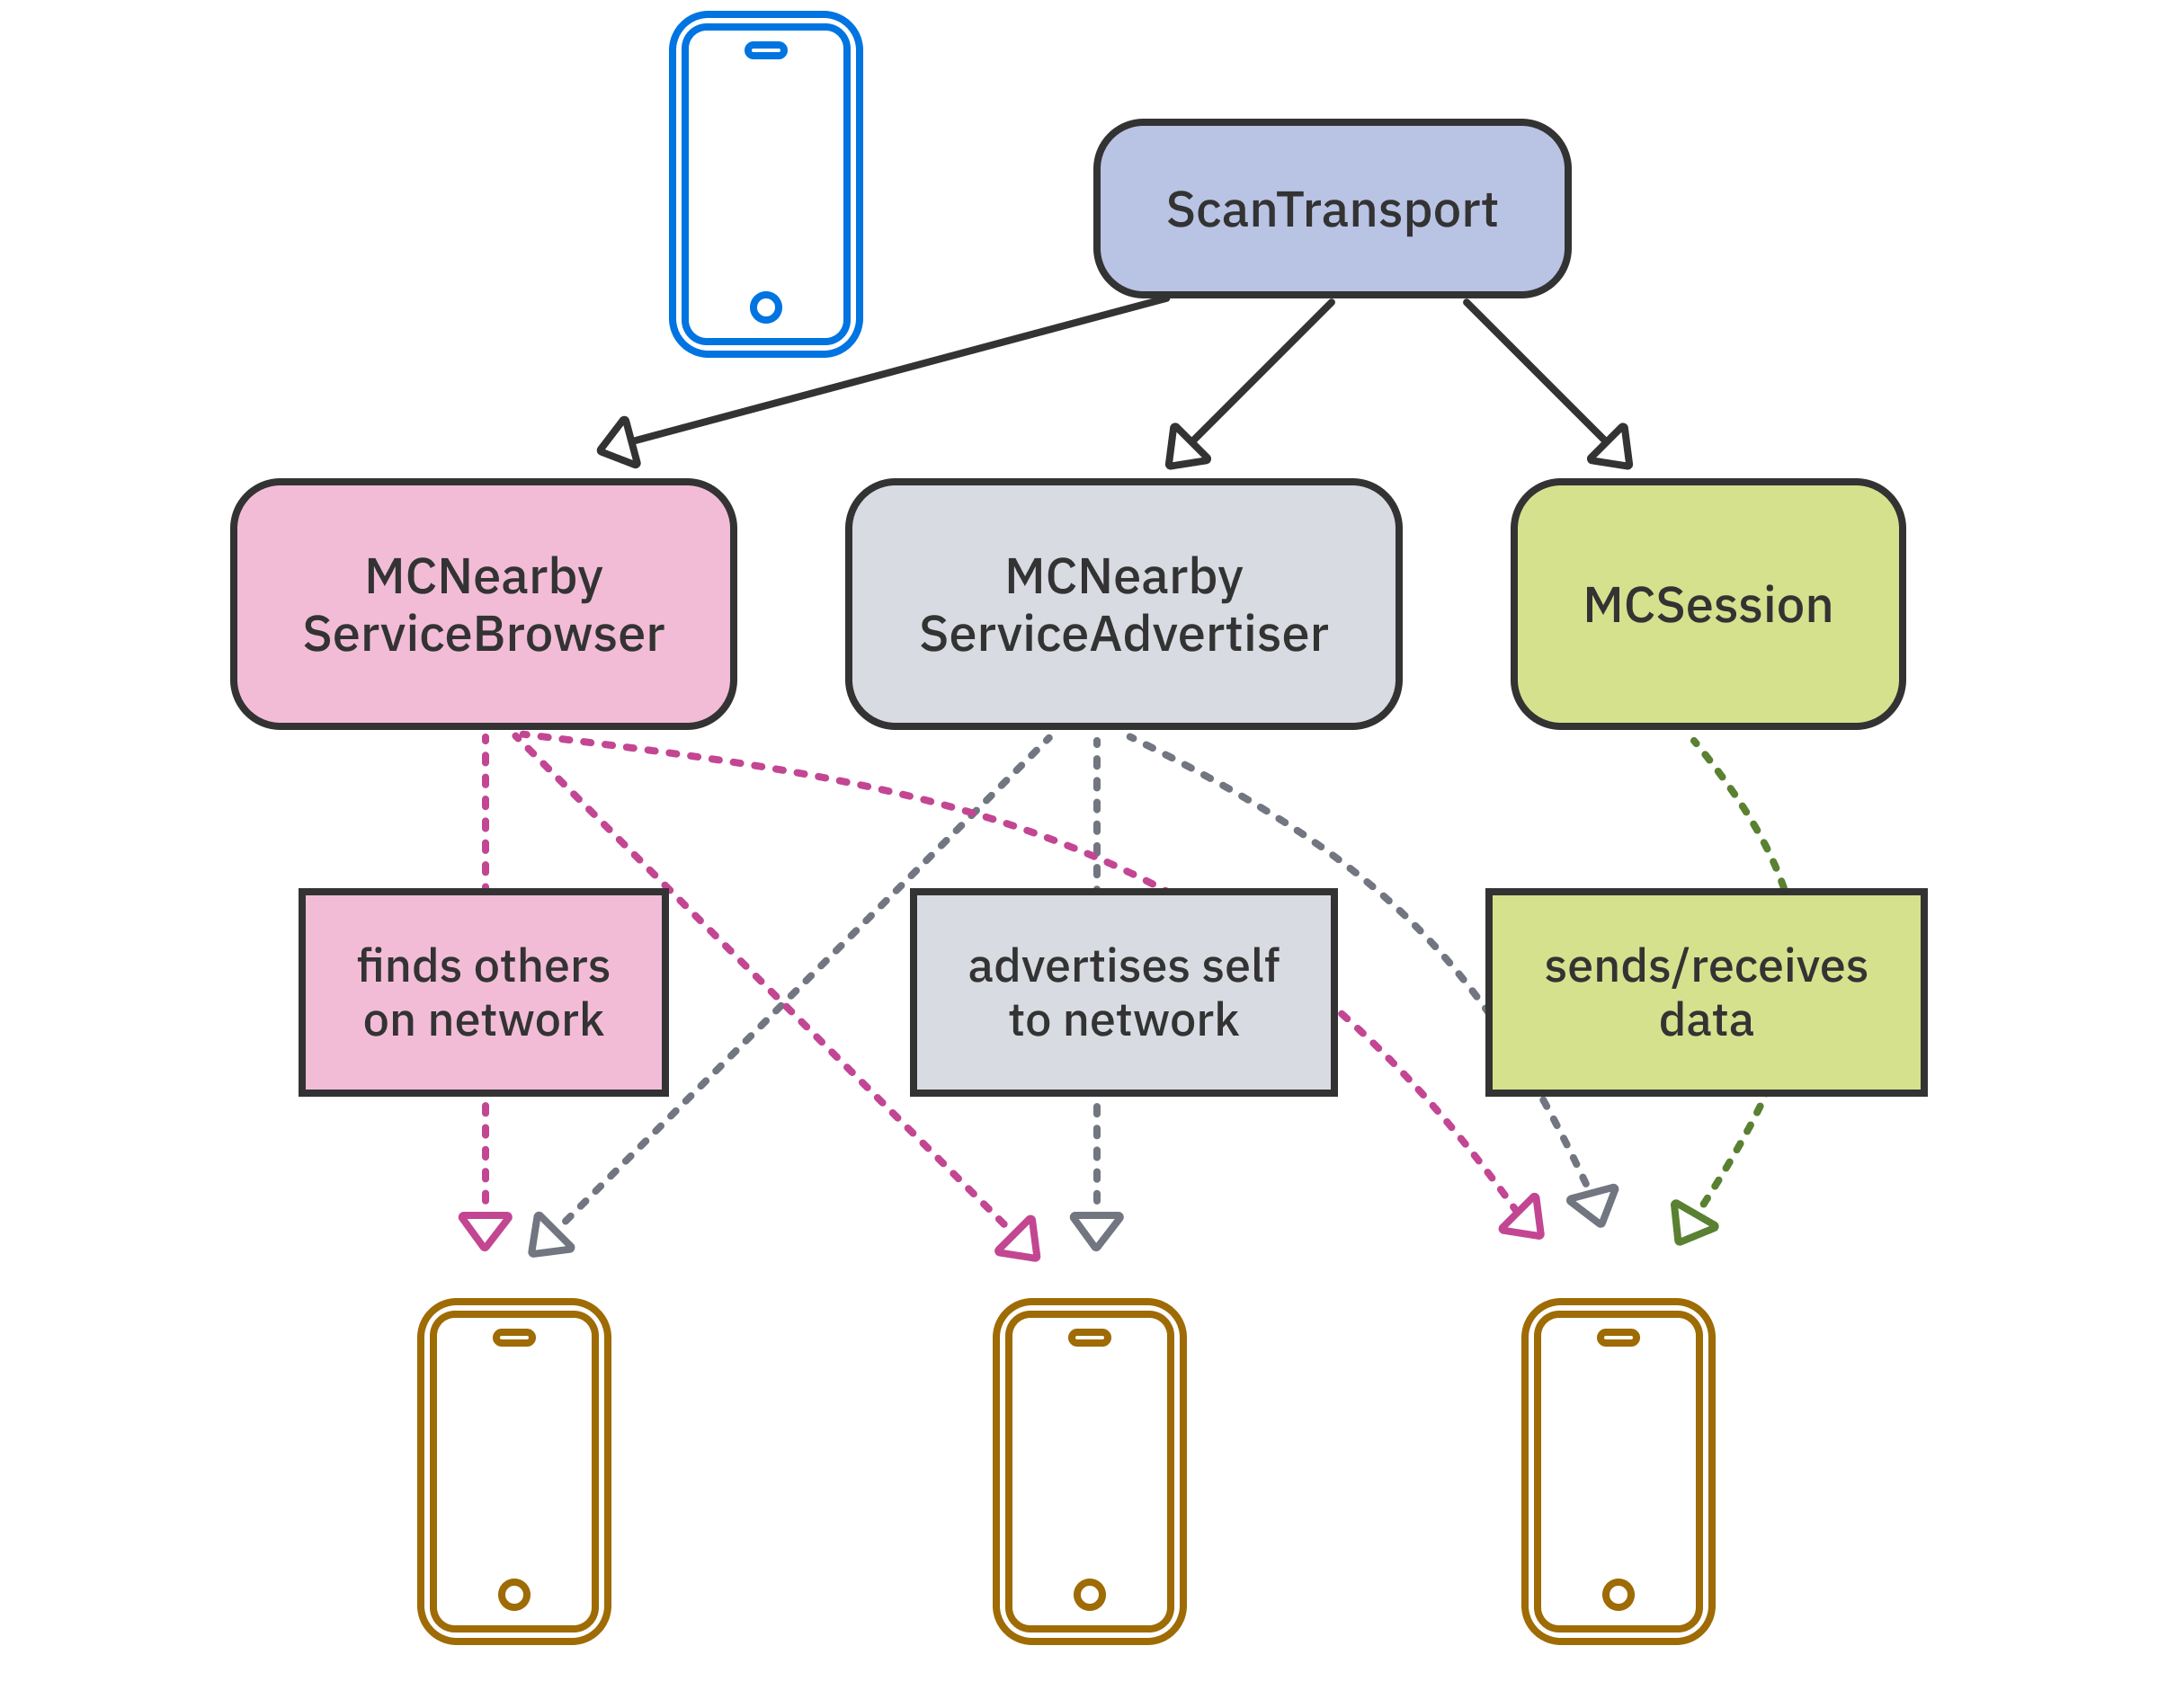 ScanTransport
MCNearby
ServiceBrowser
MCNearby
ServiceAdvertiser
MCSession
finds others
on network
advertises self
to network
sends/receives
data